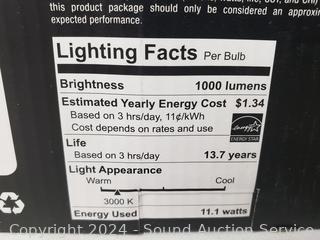 this product package should only be considered an approxim
expected performance.
Lighting Facts Per Bulb
Brightness 1000 lumens
Estimated Yearly Energy Cost $1.34
Based on 3 hrs/day, 11¢/kWh
Cost depends on rates and use
ENERGY STAR
Life
Based on 3 hrs/day 13.7 years
Light Appearance
Warm Cool
3000 K
Energy Used 11.1 watts
Copyright 2024 - Sound Auction Service